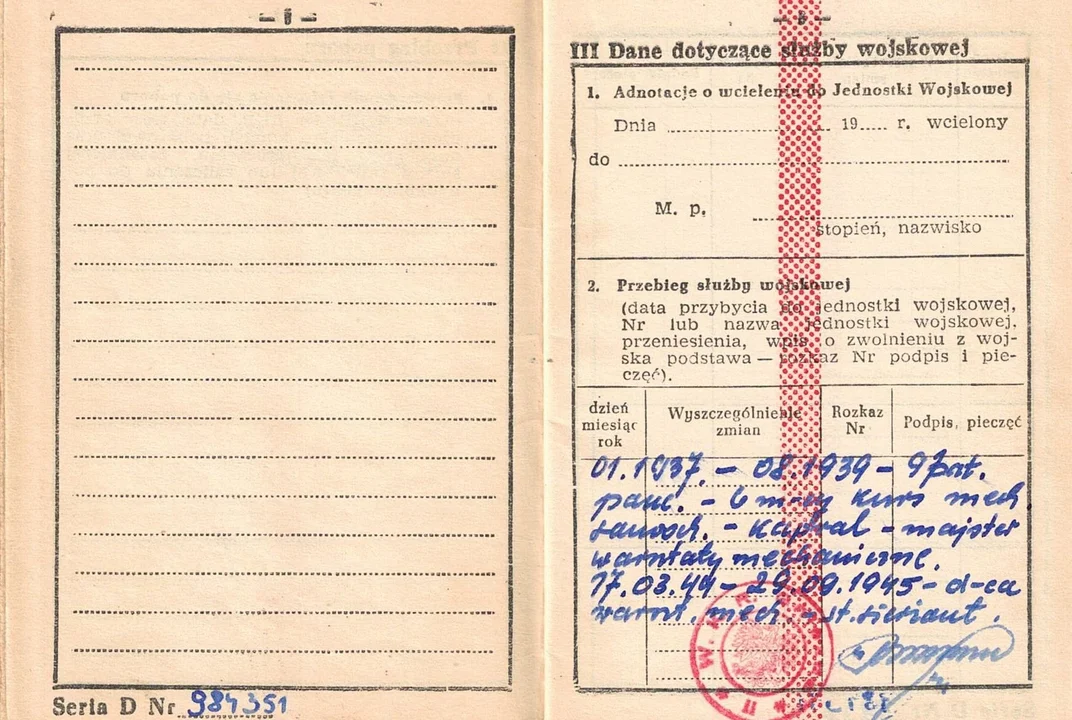 Seria D Nr 984351
III Dane dotyczące służby wojskowej
1. Adnotacje o wcieleniu do Jednostki Wojskowej
Dnia 19 r. wcielony
do
M. p.
stopień, nazwisko
2. Przebieg służby wojskowej
(data przybycia do jednostki wojskowej,
Nr lub nazwa jednostki wojskowej,
przeniesienia, wpis o zwolnieniu z woj-
ska podstawa — rozkaz Nr podpis i pie-
częć).
dzień miesiąc rok
Wyszczególnienie zmian
Rozkaz Nr
Podpis, pieczęć
01.1937. - 08.1939 - 9 bat.
panc. - 6 m-cy kurs mech
samoch. - kapral - majster
warsztaty mechaniczne.
17.03.44 - 29.09.1945 - d-ca
warszt. mech. - st. sierżant.